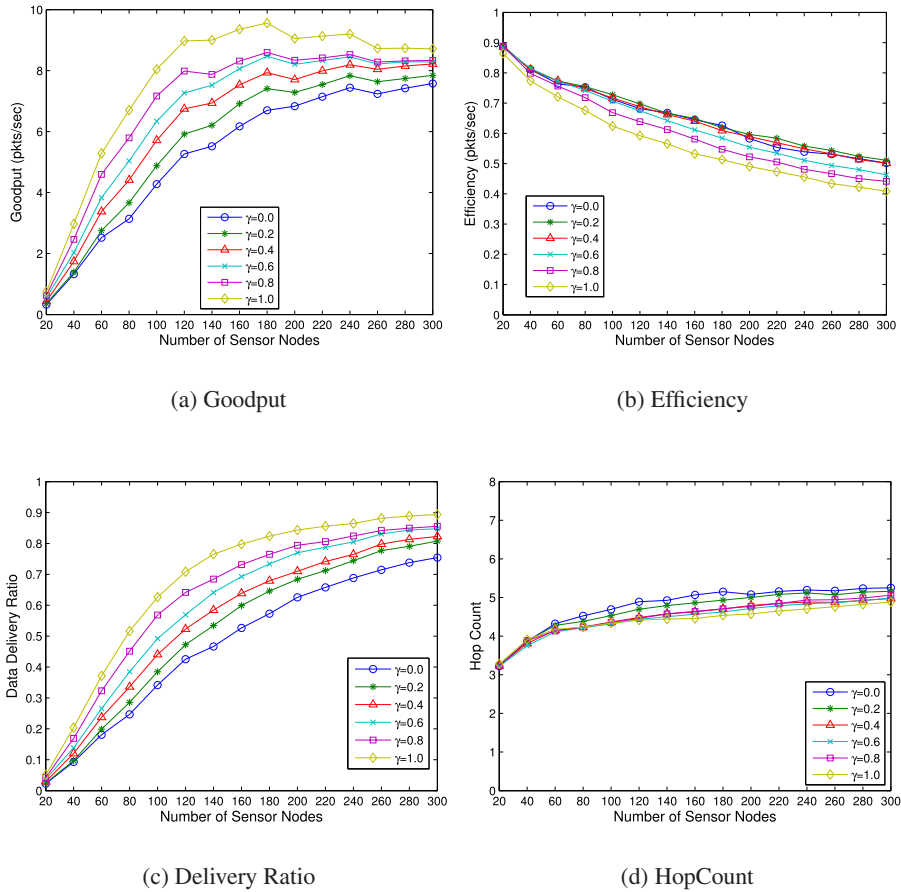 10
8
6
4
2
0
Goodput (pkts/sec)
γ=0.0
γ=0.2
γ=0.4
γ=0.6
γ=0.8
γ=1.0
20 40 60 80 100 120 140 160 180 200 220 240 260 280 300
Number of Sensor Nodes
(a) Goodput
1
0.9
0.8
0.7
0.6
0.5
0.4
0.3
0.2
0.1
0
Efficiency (pkts/sec)
γ=0.0
γ=0.2
γ=0.4
γ=0.6
γ=0.8
γ=1.0
20 40 60 80 100 120 140 160 180 200 220 240 260 280 300
Number of Sensor Nodes
(b) Efficiency
1
0.9
0.8
0.7
0.6
0.5
0.4
0.3
0.2
0.1
0
Data Delivery Ratio
γ=0.0
γ=0.2
γ=0.4
γ=0.6
γ=0.8
γ=1.0
20 40 60 80 100 120 140 160 180 200 220 240 260 280 300
Number of Sensor Nodes
(c) Delivery Ratio
8
7
6
5
4
3
2
1
0
Hop Count
γ=0.0
γ=0.2
γ=0.4
γ=0.6
γ=0.8
γ=1.0
20 40 60 80 100 120 140 160 180 200 220 240 260 280 300
Number of Sensor Nodes
(d) HopCount